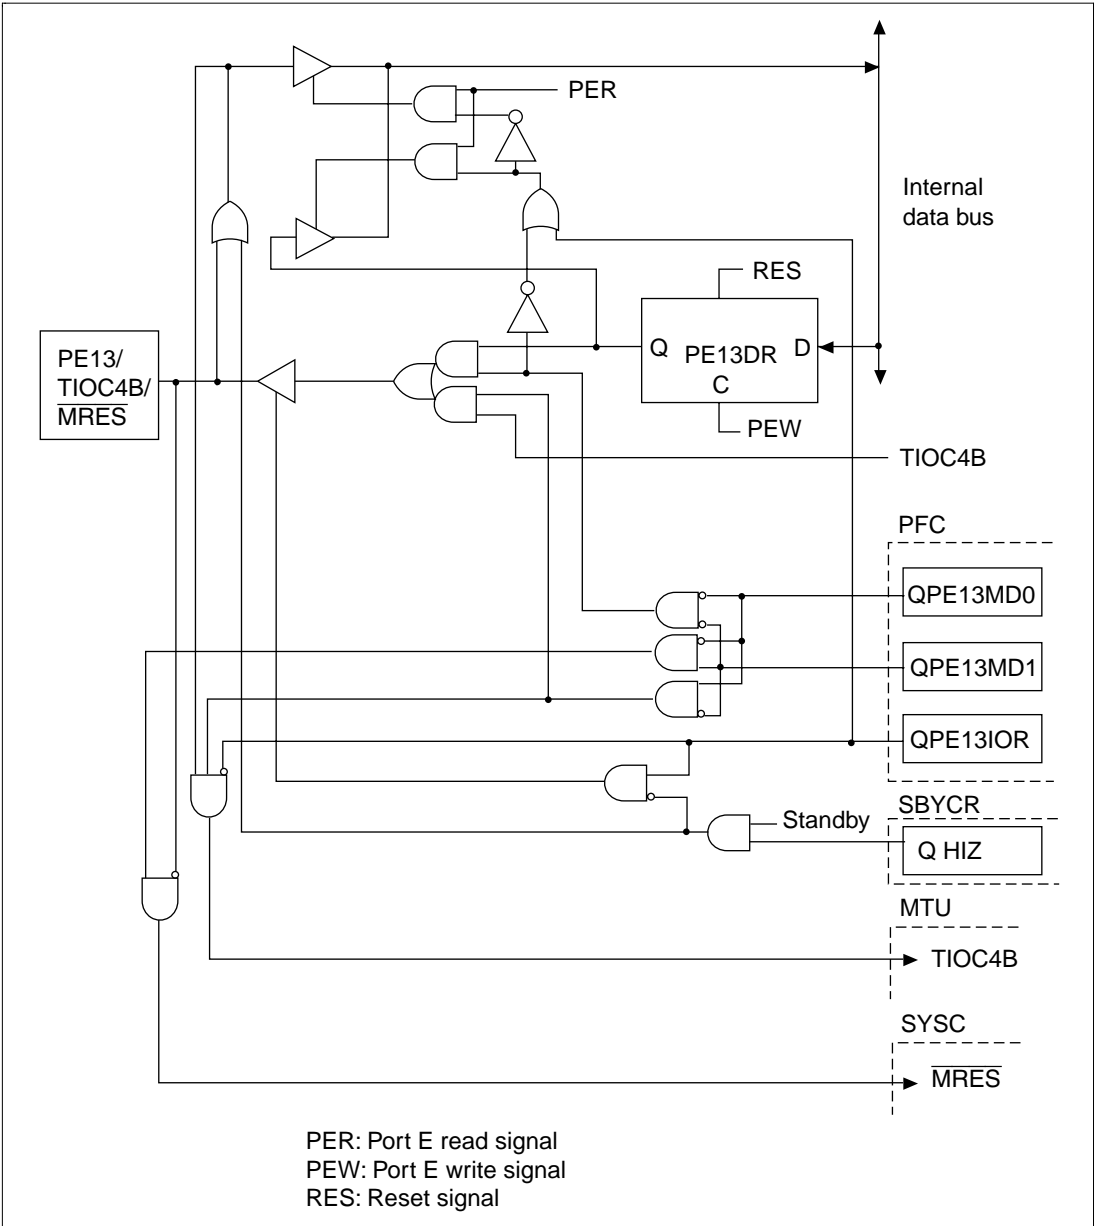 PER
Internal
data bus
RES
PE13/
TIOC4B/
MRES
Q PE13DR D
C
PEW
TIOC4B
PFC
QPE13MD0
QPE13MD1
QPE13IOR
SBYCR
Standby
Q HIZ
MTU
TIOC4B
SYSC
MRES
PER: Port E read signal
PEW: Port E write signal
RES: Reset signal